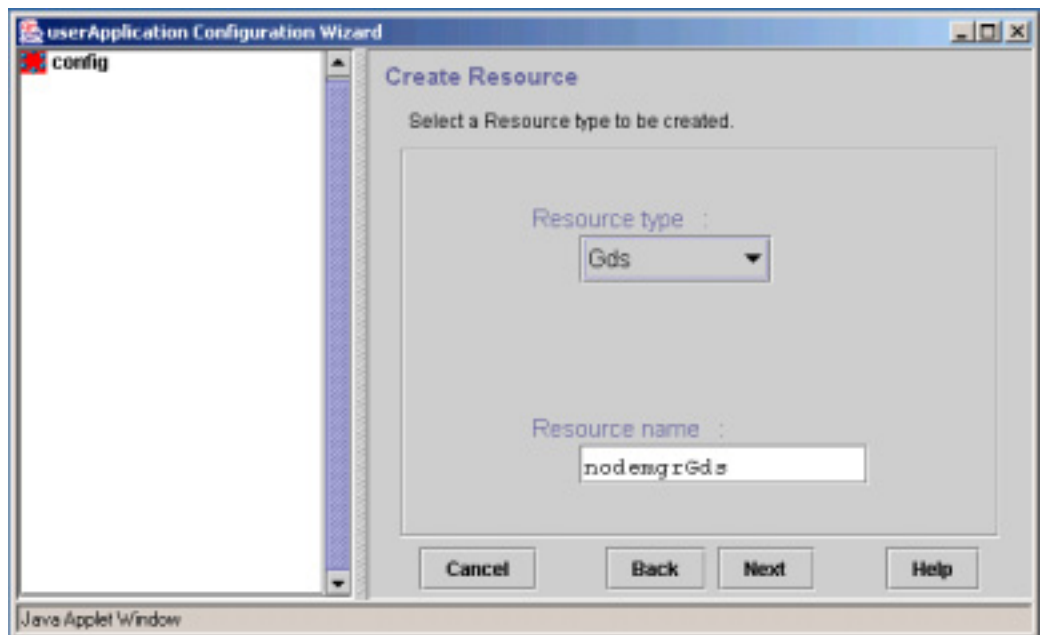 userApplication Configuration Wizard
config
Create Resource
Select a Resource type to be created.
Resource type :
Gds
Resource name :
nodemgrGds
Cancel
Back
Next
Help
Java Applet Window